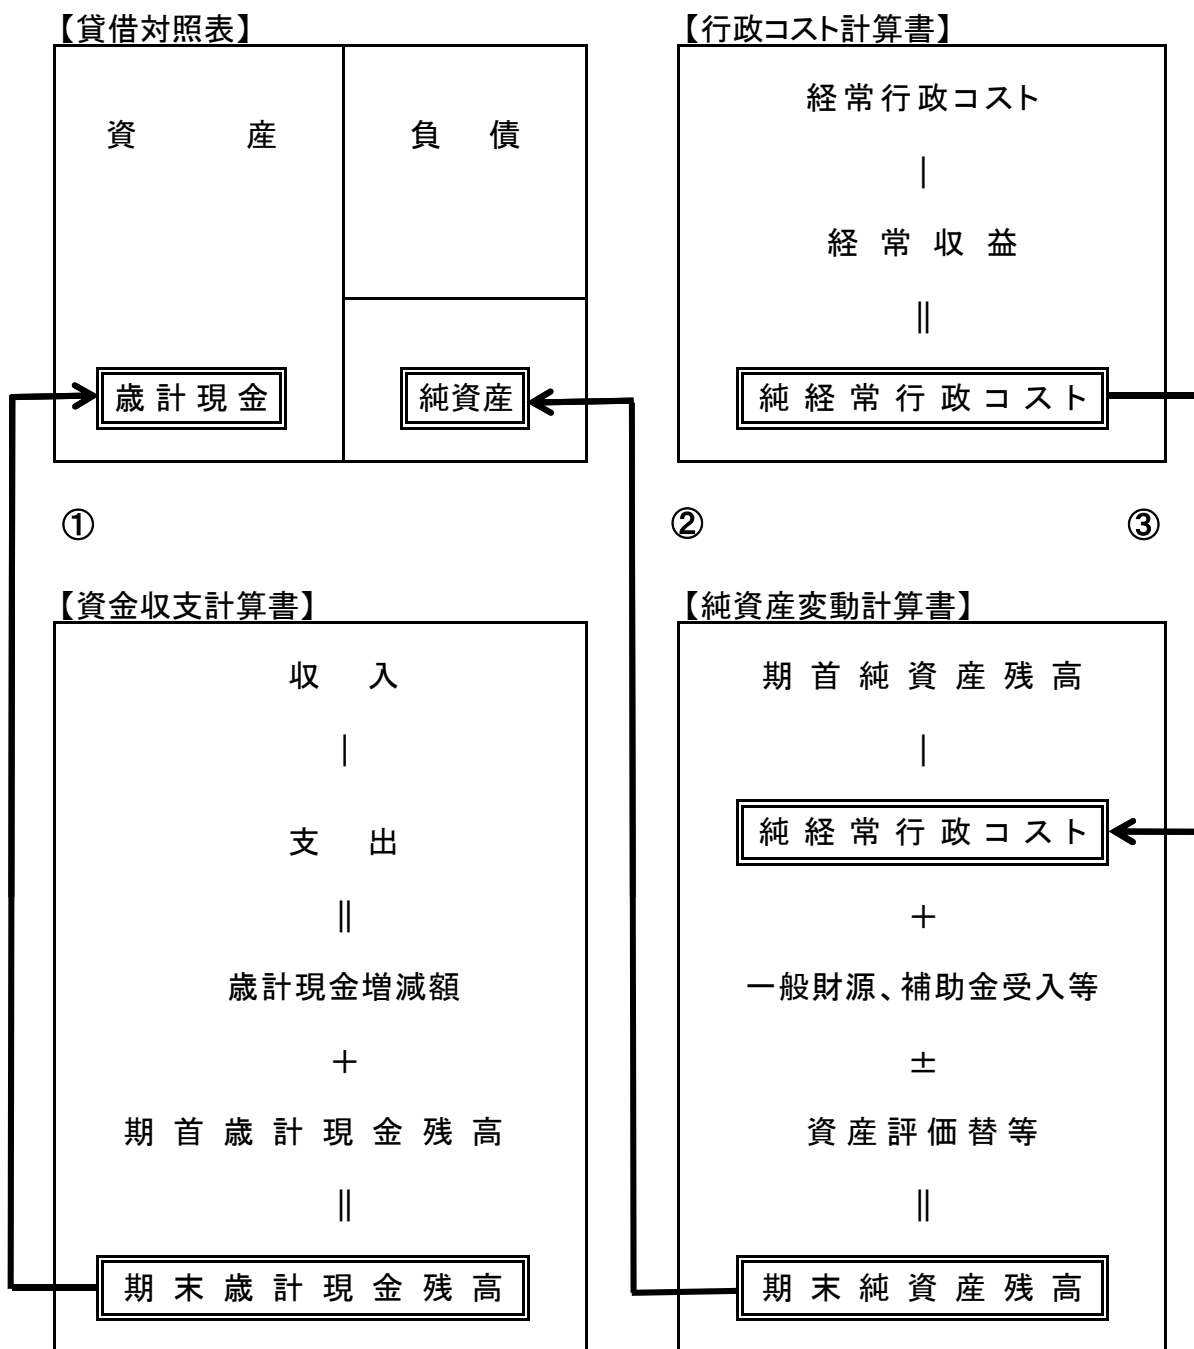 【貸借対照表】
資産
負債
歳計現金
純資産
【行政コスト計算書】
経常行政コスト
|
経常収益
||
純経常行政コスト
①
②
③
【資金収支計算書】
収入
|
支出
||
歳計現金増減額
＋
期首歳計現金残高
||
期末歳計現金残高
【純資産変動計算書】
期首純資産残高
|
純経常行政コスト
＋
一般財源、補助金受入等
±
資産評価替等
||
期末純資産残高